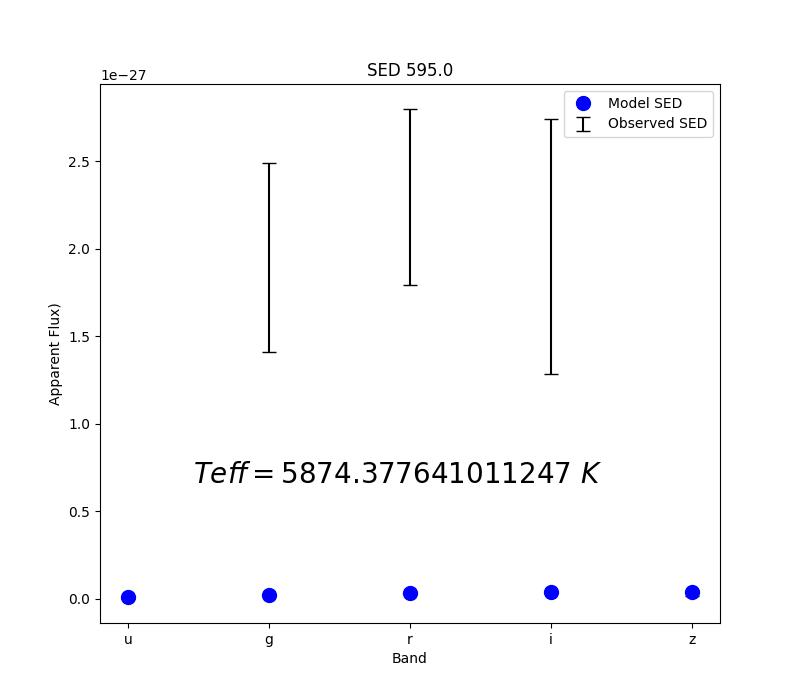 SED 595.0
1e−27
Model SED
Observed SED
2.5
2.0
1.5
1.0
0.5
0.0
Apparent Flux)
Teff = 5874.377641011247 K
u g r i z
Band